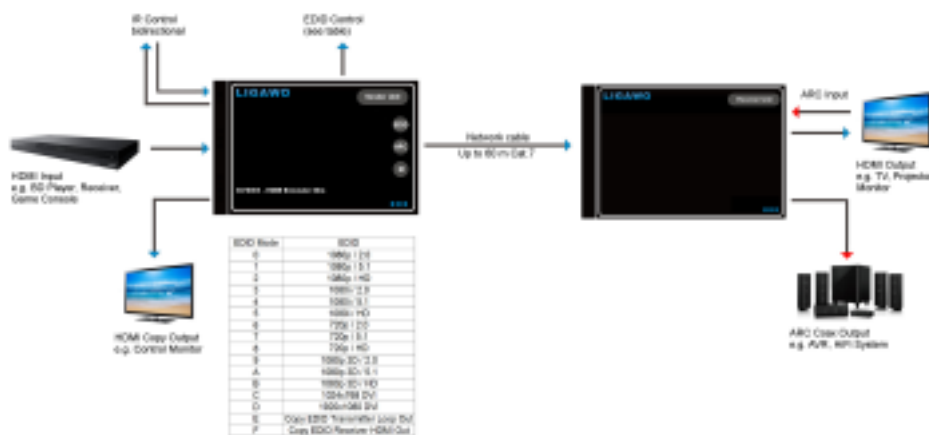 IR Control
bidirectional
EDID Control
(see table)
LIGAWO
LIGAWO
ARC Input
Network cable
Up to 60 m Cat.7
HDMI Input
e.g. BD Player, Receiver,
Game Console
HDMI Output
e.g. TV, Projector
Monitor
HDMI Copy Output
e.g. Control Monitor
ARC Coax Output
e.g. AVR, HiFi System
EDID Mode EDID
0 1080p / 2.0
1 1080p / 5.1
2 1080p / HD
3 1080i / 2.0
4 1080i / 5.1
5 1080i / HD
6 720p / 2.0
7 720p / 5.1
8 720p / HD
9 1080p 3D / 2.0
A 1080p 3D / 5.1
B 1080p 3D / HD
C 1024x768 DVI
D DVI
E Copy EDID Transmitter Loop Out
F Copy EDID Receiver HDMI Out